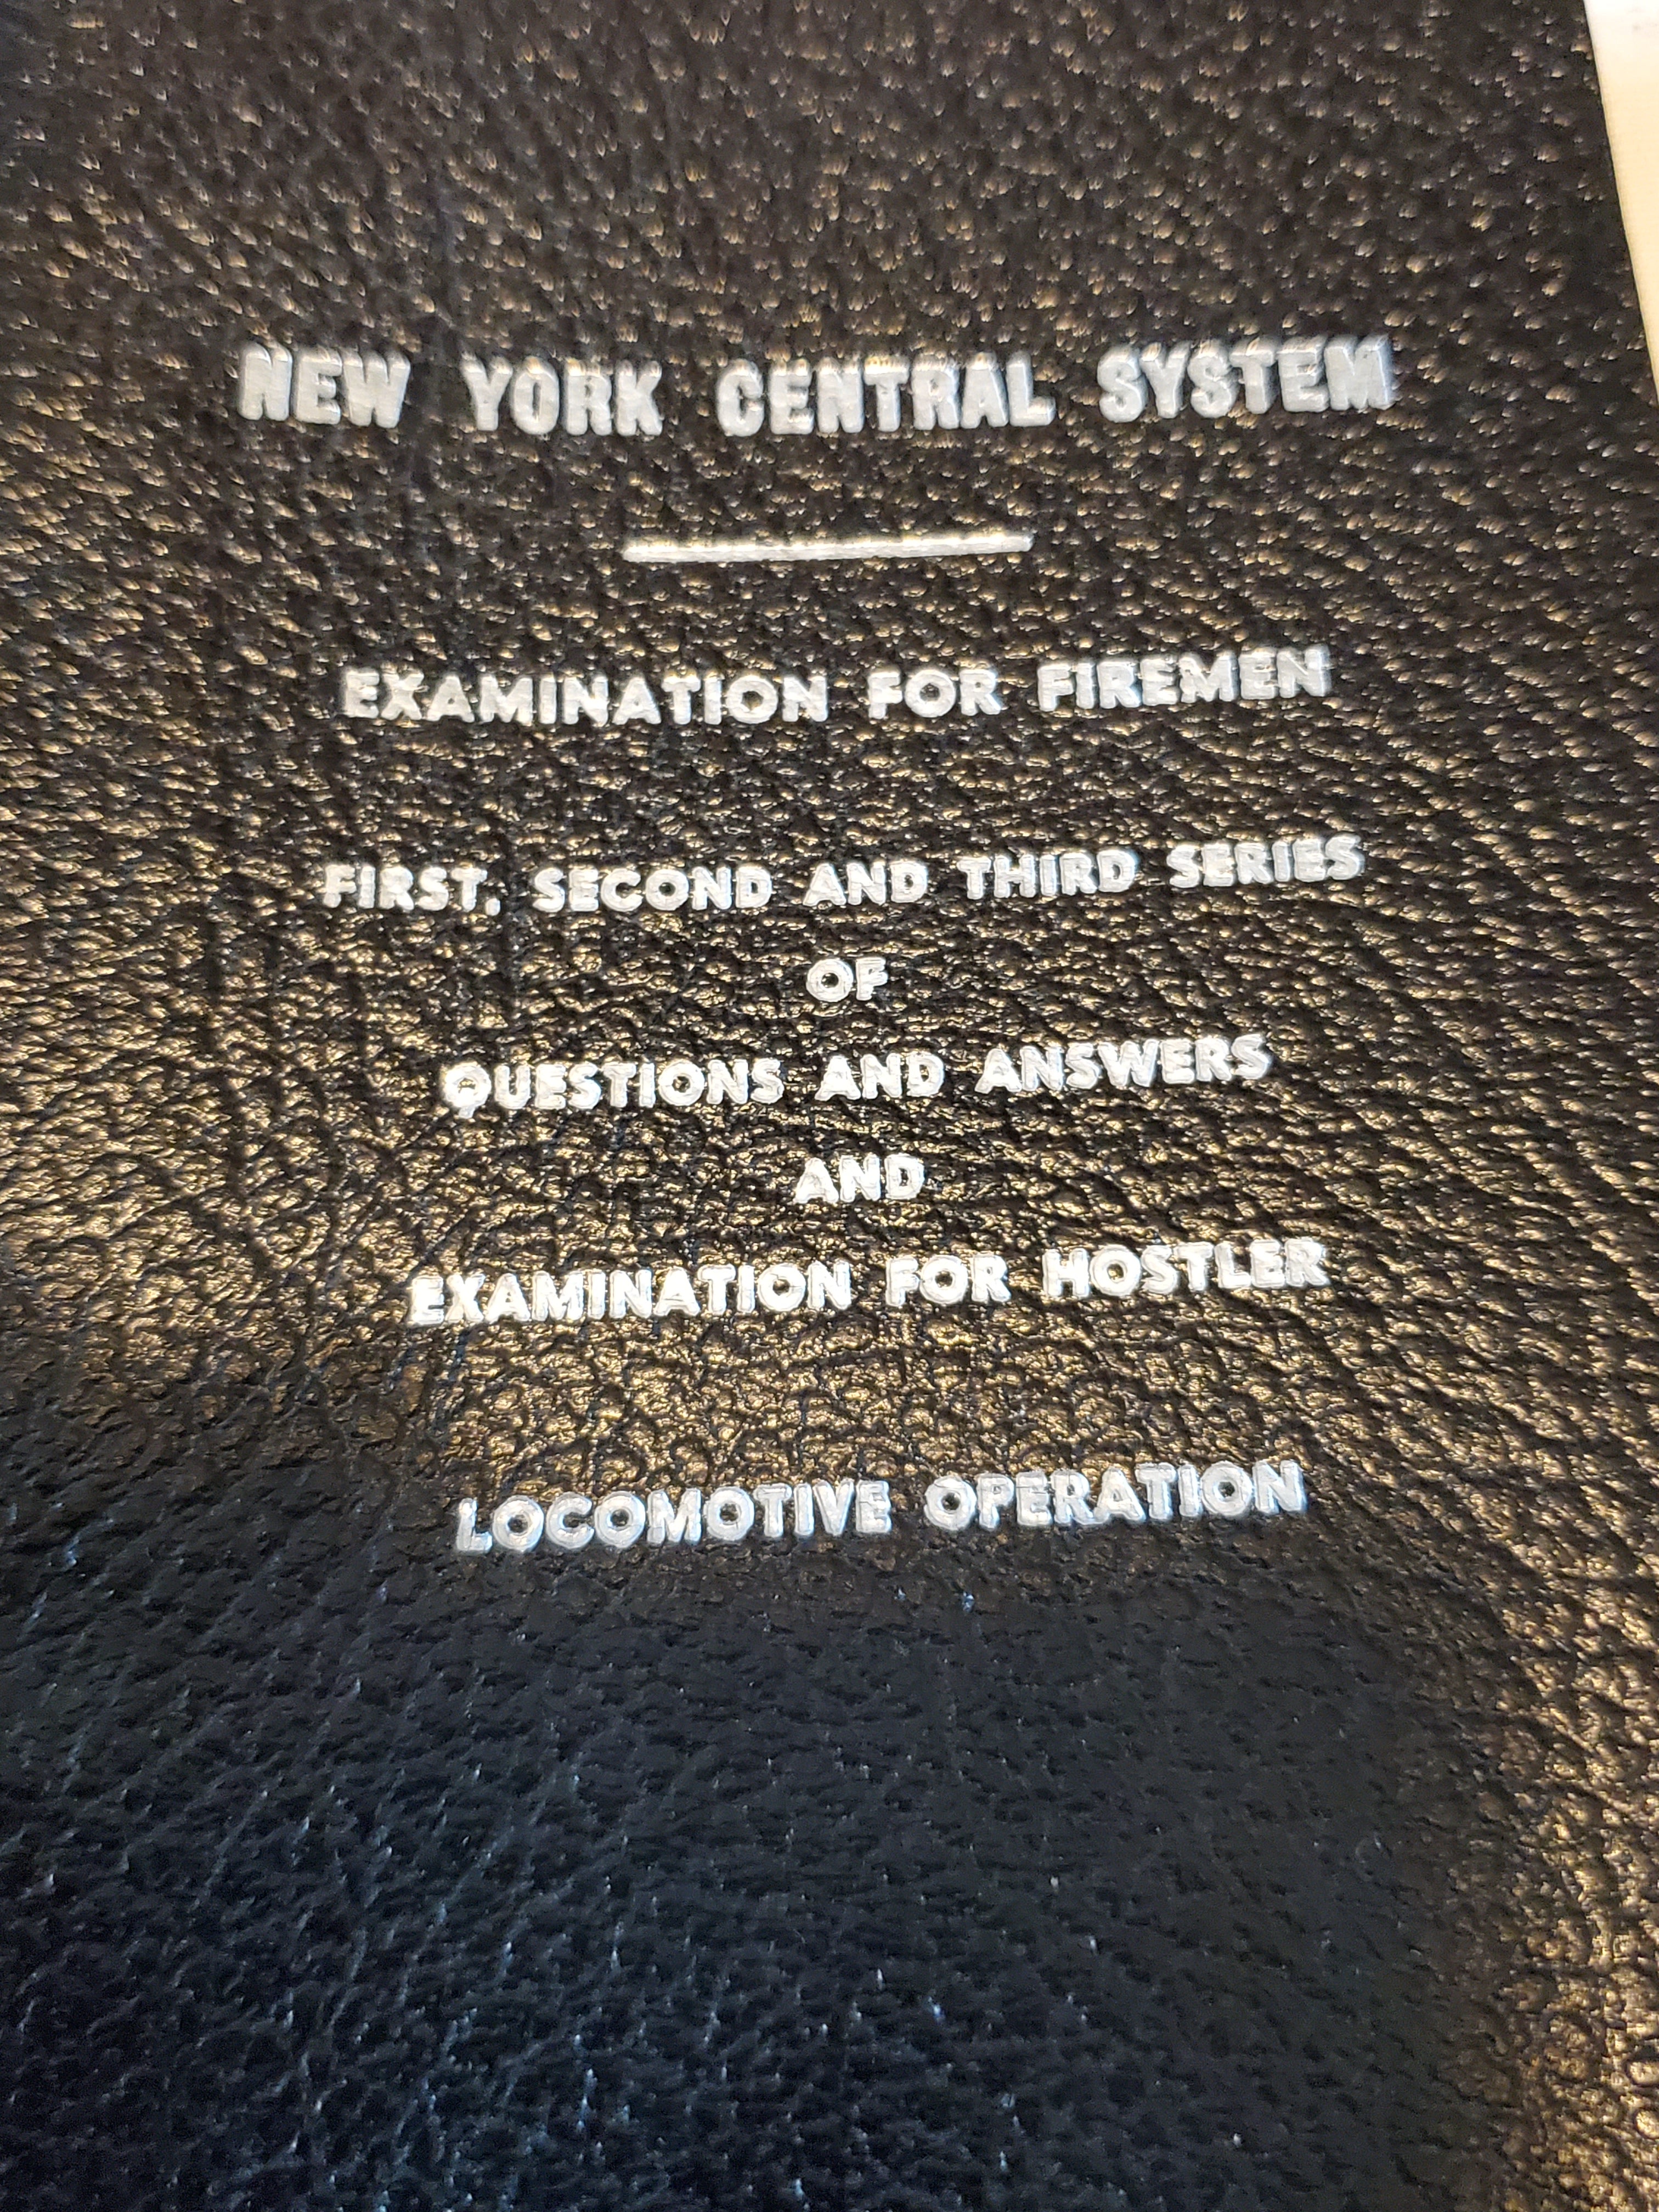 NEW YORK CENTRAL SYSTEM
EXAMINATION FOR FIREMEN
FIRST, SECOND AND THIRD SERIES
OF
QUESTIONS AND ANSWERS
AND
EXAMINATION FOR HOSTLER
LOCOMOTIVE OPERATION